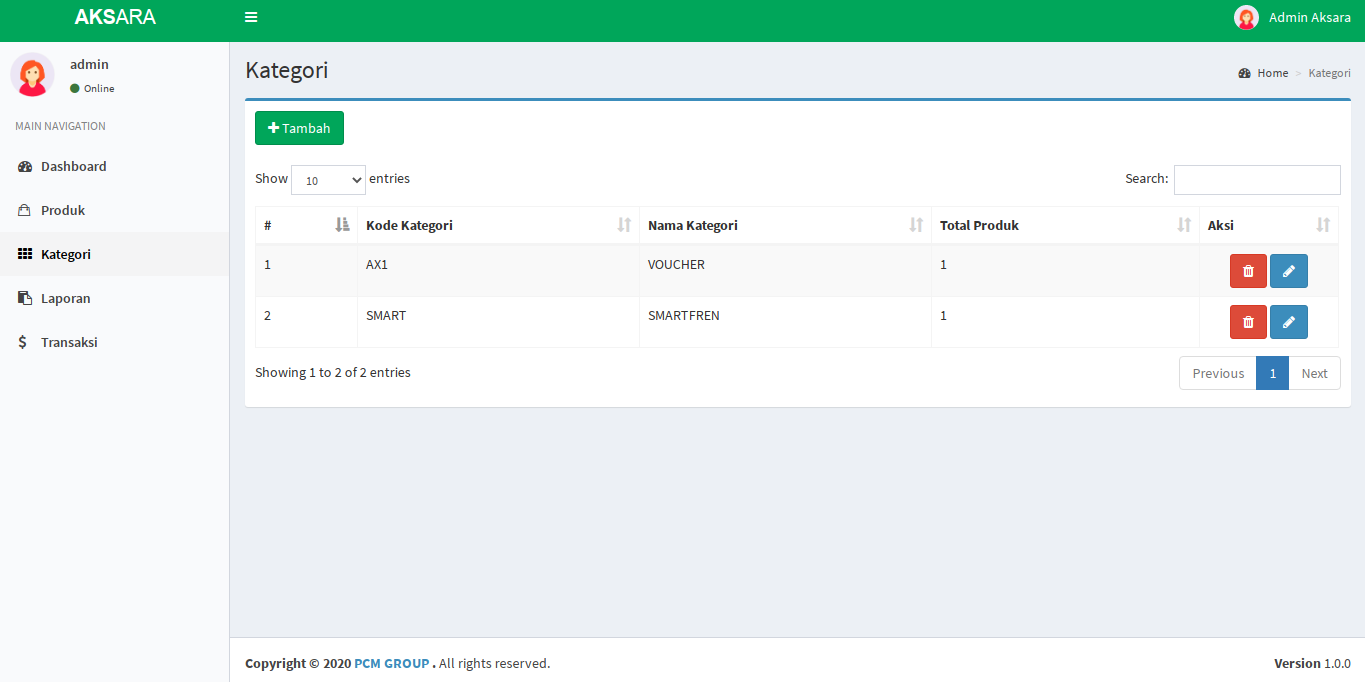 AKSARA
Admin Aksara
admin
Online
MAIN NAVIGATION
Dashboard
Produk
Kategori
Laporan
Transaksi
Kategori
Home > Kategori
Tambah
Show 10 entries
Search:
# Kode Kategori Nama Kategori Total Produk Aksi
1 AX1 VOUCHER 1
2 SMART SMARTFREN 1
Showing 1 to 2 of 2 entries
Previous 1 Next
Copyright © 2020 PCM GROUP . All rights reserved.
Version 1.0.0